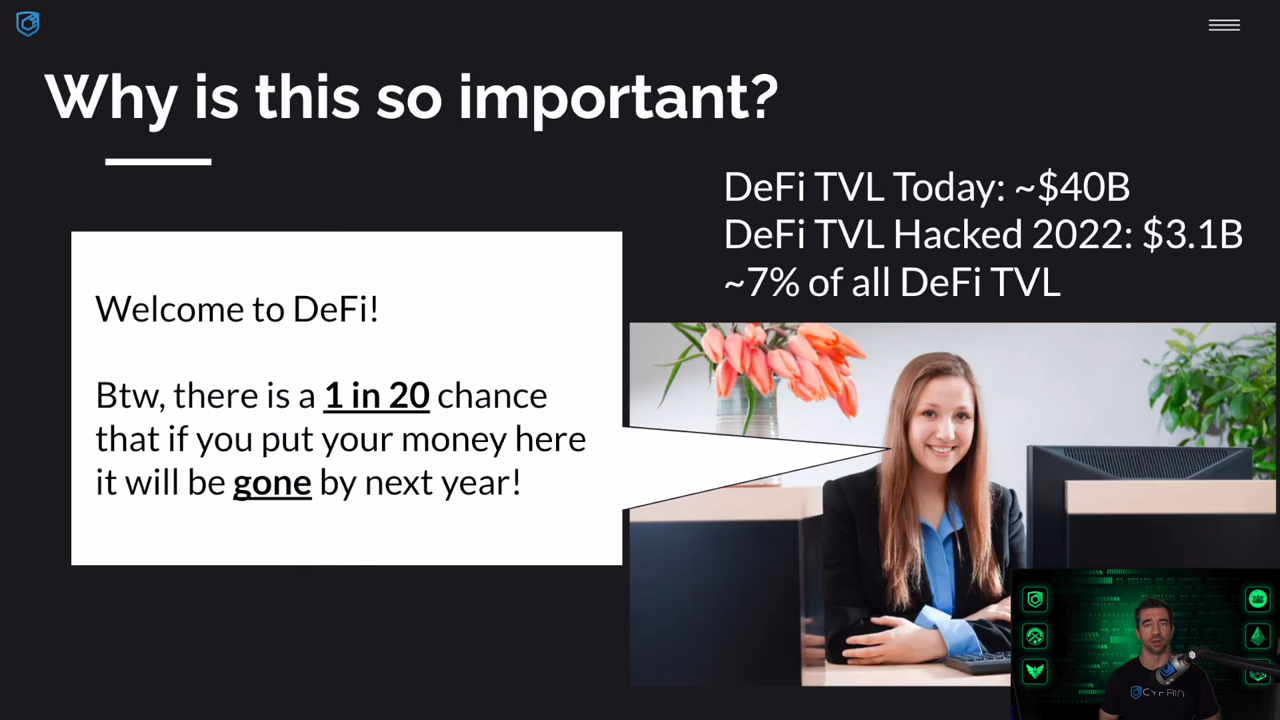 Why is this so important?
DeFi TVL Today: ~$40B
DeFi TVL Hacked 2022: $3.1B
~7% of all DeFi TVL
Welcome to DeFi!
Btw, there is a 1 in 20 chance
that if you put your money here
it will be gone by next year!
CYFRIN